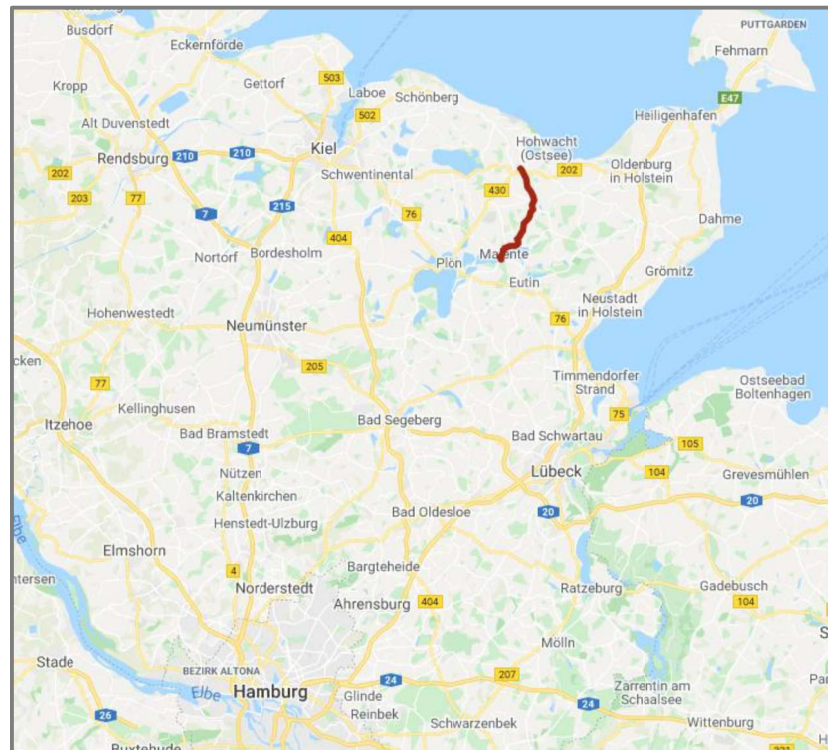 PUTTGARDEN
Busdorf
Eckernförde
Fehmarn
Kropp
Gettorf
503
Laboe
Schönberg
E47
502
Heiligenhafen
Alt Duvenstedt
Kiel
Hohwacht
(Ostsee)
Rendsburg
210
210
Oldenburg
in Holstein
202
Schwentinental
202
203
77
430
7
215
76
Dahme
Nortorf
Bordesholm
404
Plön
Malente
Grömitz
Eutin
Hohenwestedt
Neustadt
in Holstein
Neumünster
76
cken
205
77
Timmendorfer
Strand
Ostseebad
Boltenhagen
Kellinghusen
75
Itzehoe
Bad Segeberg
Bad Bramstedt
Bad Schwartau
105
7
104
Nützen
Lübeck
Grevesmühlen
Kaltenkirchen
20
Henstedt-Ulzburg
Bad Oldesloe
20
Elbe
Elmshorn
Bargteheide
4
tersen
Norderstedt
Ratzeburg
Gadebusch
Ahrensburg
404
104
Mölln
Stade
BEZIRK ALTONA
207
24
Elbe
Hamburg
Glinde
Zarrentin am
Schaalsee
26
Reinbek
24
Schwarzenbek
Wittenburg
Buxtehude
321